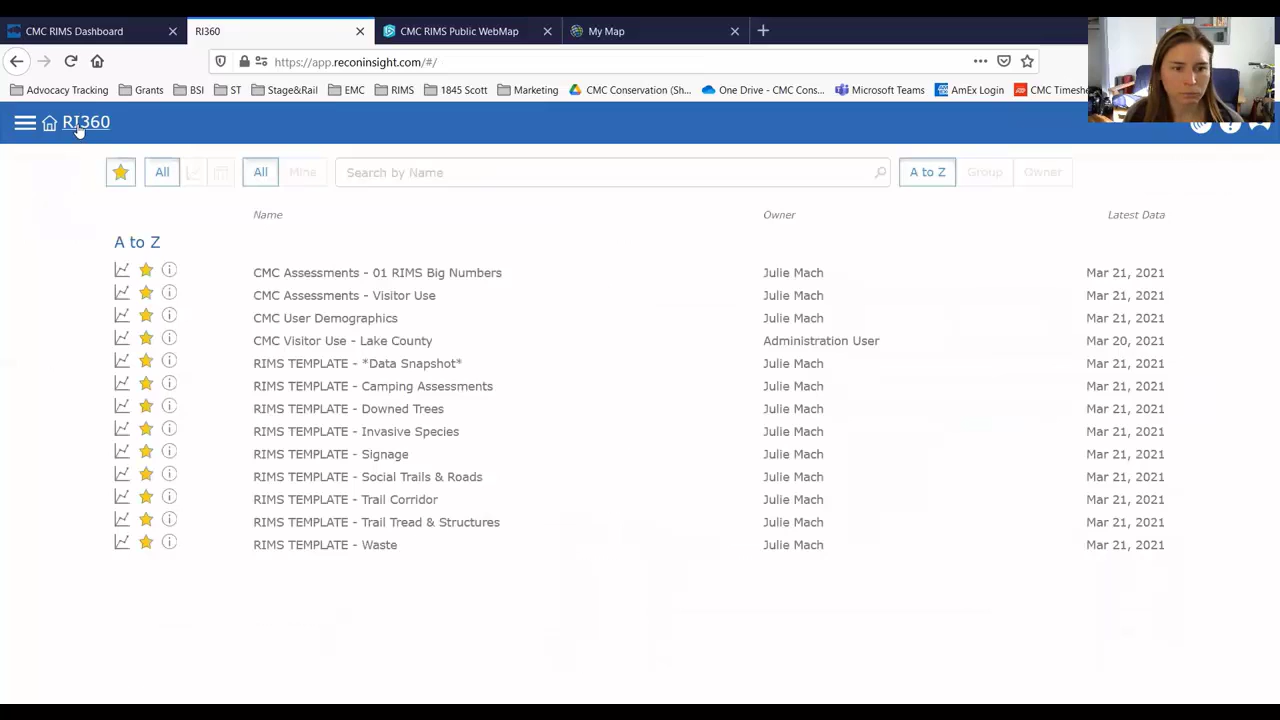 CMC RIMS Dashboard RI360 CMC RIMS Public WebMap My Map
https://app.reconinsight.com/#/
Advocacy Tracking Grants BSI ST Stage&Rail EMC RIMS 1845 Scott Marketing CMC Conservation (Sh... One Drive - CMC Cons... Microsoft Teams AmEx Login CMC Timeshe
RI360
All All Mine Search by Name A to Z Group Owner
Name Owner Latest Data
A to Z
CMC Assessments - 01 RIMS Big Numbers Julie Mach Mar 21, 2021
CMC Assessments - Visitor Use Julie Mach Mar 21, 2021
CMC User Demographics Julie Mach Mar 21, 2021
CMC Visitor Use - Lake County Administration User Mar 20, 2021
RIMS TEMPLATE - *Data Snapshot* Julie Mach Mar 21, 2021
RIMS TEMPLATE - Camping Assessments Julie Mach Mar 21, 2021
RIMS TEMPLATE - Downed Trees Julie Mach Mar 21, 2021
RIMS TEMPLATE - Invasive Species Julie Mach Mar 21, 2021
RIMS TEMPLATE - Signage Julie Mach Mar 21, 2021
RIMS TEMPLATE - Social Trails & Roads Julie Mach Mar 21, 2021
RIMS TEMPLATE - Trail Corridor Julie Mach Mar 21, 2021
RIMS TEMPLATE - Trail Tread & Structures Julie Mach Mar 21, 2021
RIMS TEMPLATE - Waste Julie Mach Mar 21, 2021